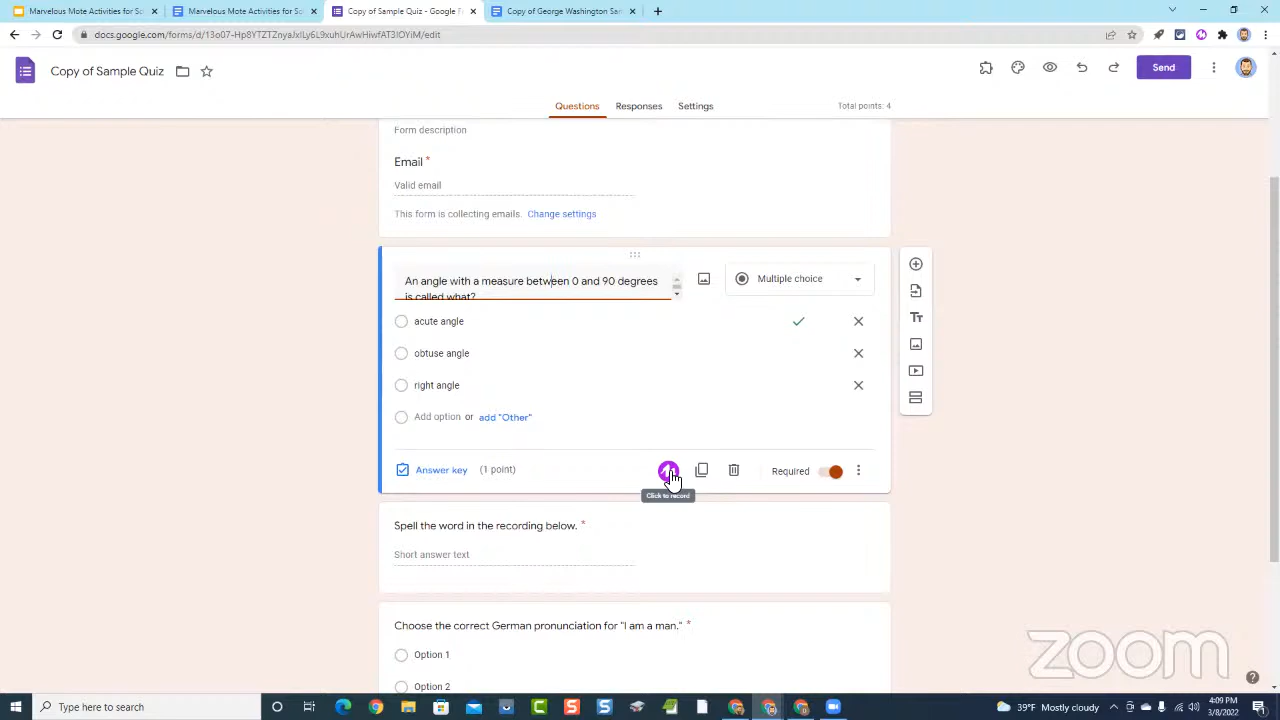 Marvelous Mote Activities for Sc
Marvelous Mote Activities for Sc
Copy of Sample Quiz - Google F
Copy of George Washington San
docs.google.com/forms/d/13o07-Hp8YTZTZnyaJxILy6L9xuhUrAwHiwfAT3IOYiM/edit
Copy of Sample Quiz
Send
Questions
Responses
Settings
Total points: 4
Form description
Email *
Valid email
This form is collecting emails. Change settings
An angle with a measure between 0 and 90 degrees
is called what?
Multiple choice
acute angle
obtuse angle
right angle
Add option or add "Other"
Answer key (1 point)
Required
Click to record
Spell the word in the recording below. *
Short answer text
Choose the correct German pronunciation for "I am a man." *
Option 1
Option 2
zoom
Type here to search
39°F Mostly cloudy
4:09 PM
3/8/2022